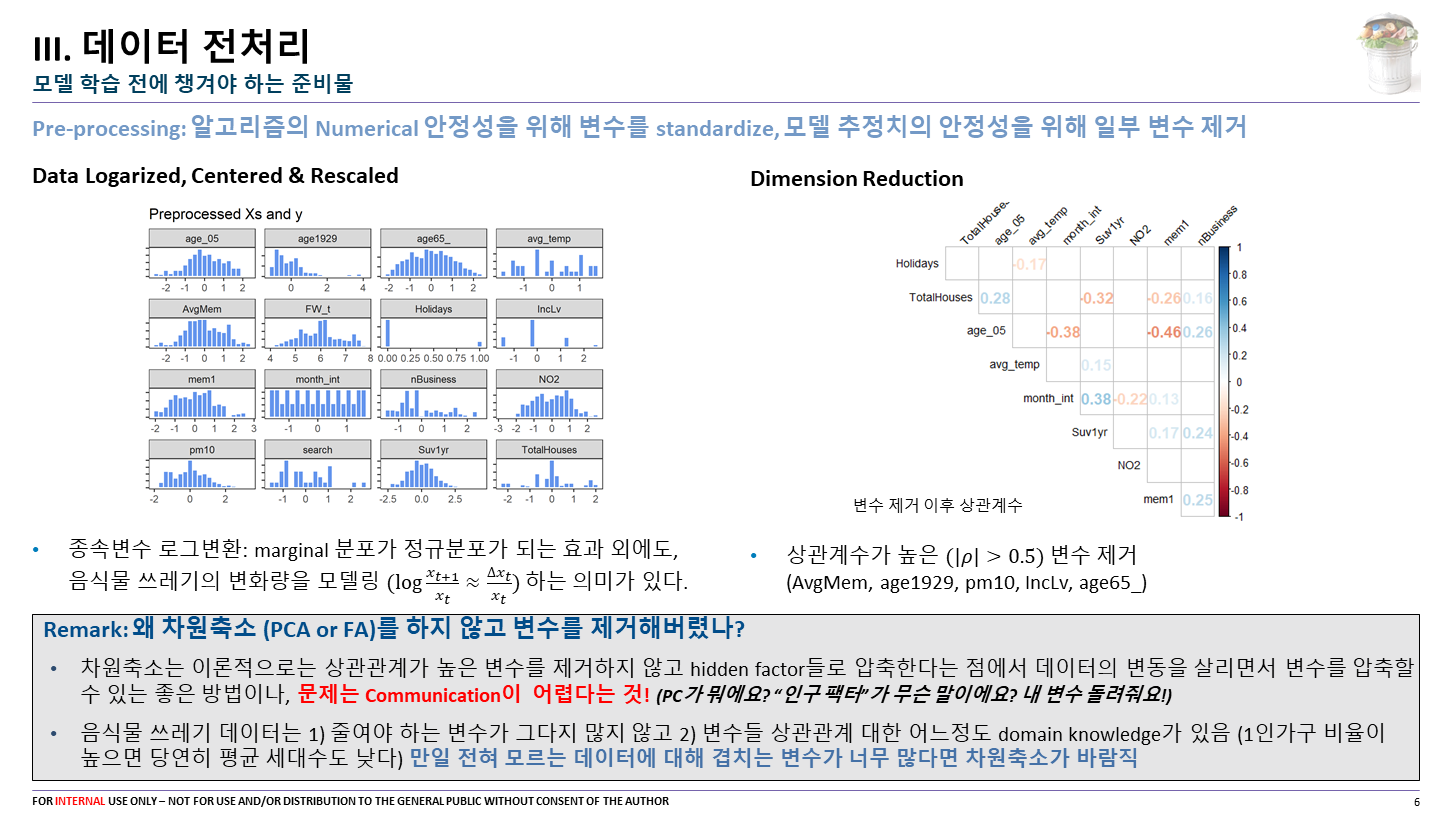 III. 데이터 전처리
모델 학습 전에 챙겨야 하는 준비물
Pre-processing: 알고리즘의 Numerical 안정성을 위해 변수를 standardize, 모델 추정치의 안정성을 위해 일부 변수 제거
Data Logarized, Centered & Rescaled
Preprocessed Xs and y
age_05 age1929 age65_ avg_temp
-2 -1 0 1 2 0 2 4 -2 -1 0 1 2 -1 0 1
AvgMem FW_t Holidays IncLv
-2 -1 0 1 2 4 5 6 7 8 0.00 0.25 0.50 0.75 1.00 -1 0 1 2
mem1 month_int nBusiness NO2
-2 -1 0 1 2 3 -1 0 1 -1 0 1 2 -3 -2 -1 0 1 2
pm10 search Suv1yr TotalHouses
-2 0 2 -1 0 1 2 -2.5 0.0 2.5 -2 -1 0 1 2
• 종속변수 로그변환: marginal 분포가 정규분포가 되는 효과 외에도,
음식물 쓰레기의 변화량을 모델링 (log x_{t+1}/x_t ≈ Δx_t/x_t) 하는 의미가 있다.
Dimension Reduction
TotalHouses age_05 avg_temp month_int Suv1yr NO2 mem1 nBusiness
Holidays -0.17
TotalHouses 0.28 -0.32 -0.26 0.16
age_05 -0.38 -0.46 0.26
avg_temp 0.15
month_int 0.38 -0.22 0.13
Suv1yr 0.17 0.24
NO2
mem1 0.25
1
0.8
0.6
0.4
0.2
0
-0.2
-0.4
-0.6
-0.8
-1
변수 제거 이후 상관계수
• 상관계수가 높은 (|ρ| > 0.5) 변수 제거
(AvgMem, age1929, pm10, IncLv, age65_)
Remark: 왜 차원축소 (PCA or FA)를 하지 않고 변수를 제거해버렸나?
• 차원축소는 이론적으로는 상관관계가 높은 변수를 제거하지 않고 hidden factor들로 압축한다는 점에서 데이터의 변동을 살리면서 변수를 압축할
수 있는 좋은 방법이나, 문제는 Communication이 어렵다는 것! (PC가 뭐에요? “인구 팩터”가 무슨 말이에요? 내 변수 돌려줘요!)
• 음식물 쓰레기 데이터는 1) 줄여야 하는 변수가 그다지 많지 않고 2) 변수들 상관관계 대한 어느정도 domain knowledge가 있음 (1인가구 비율이
높으면 당연히 평균 세대수도 낮다) 만일 전혀 모르는 데이터에 대해 겹치는 변수가 너무 많다면 차원축소가 바람직
FOR INTERNAL USE ONLY – NOT FOR USE AND/OR DISTRIBUTION TO THE GENERAL PUBLIC WITHOUT CONSENT OF THE AUTHOR
6